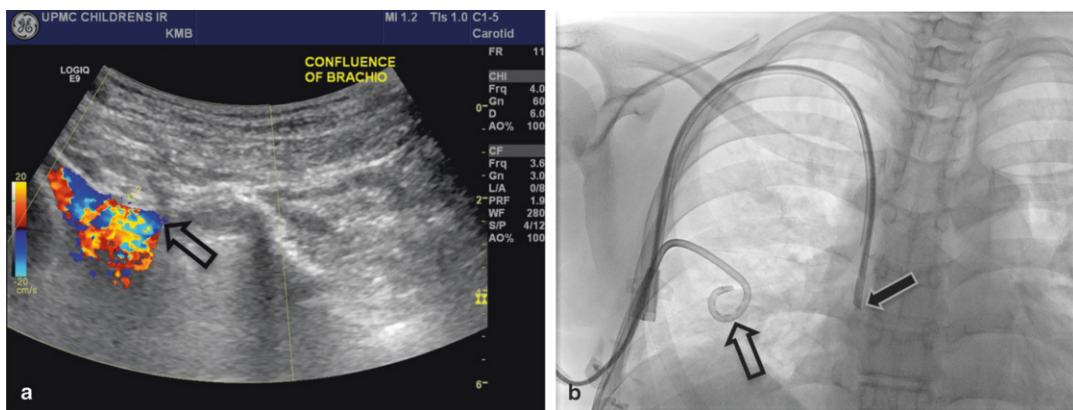 UPMC CHILDRENS IR
MI 1.2 TIs 1.0 C1-5
KMB
Carotid
LOGIQ
E9
CONFLUENCE
OF BRACHIO
FR 11
CHI
Frq 4.0
Gn 60
D 6.0
AO% 100
CF
Frq 3.6
Gn 3.0
L/A 0/8
PRF 1.9
WF 280
S/P 4/12
AO% 100
20
-20
cm/s
0
2
4
6
a
b